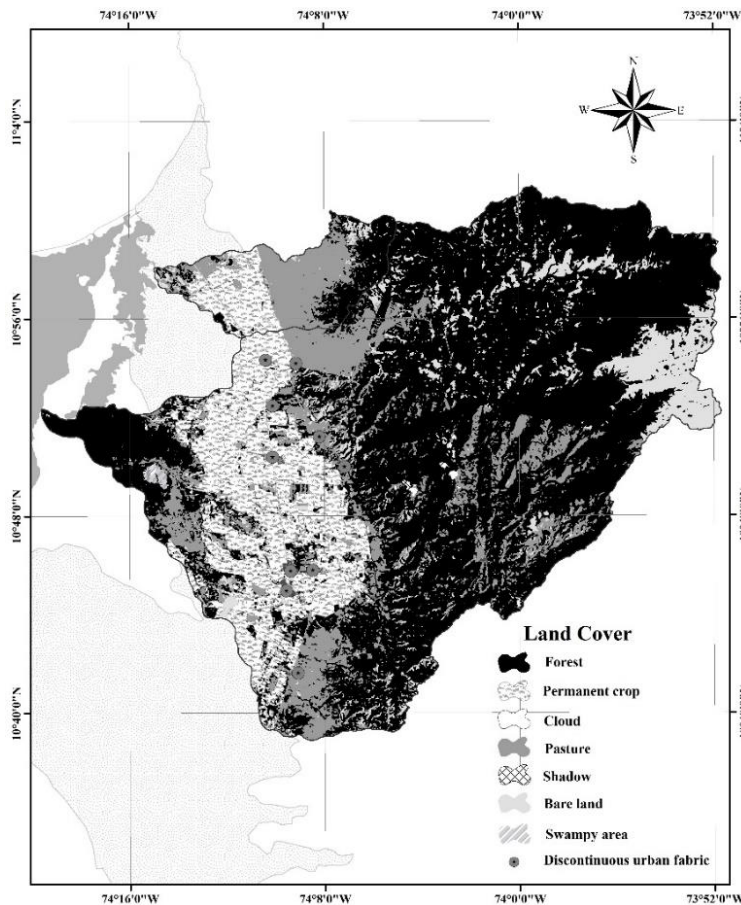 74°16'0"W 74°8'0"W 74°0'0"W 73°52'0"W
N
W E
S
11°4'0"N
10°56'0"N
10°48'0"N
10°40'0"N
Land Cover
Forest
Permanent crop
Cloud
Pasture
Shadow
Bare land
Swampy area
Discontinuous urban fabric
74°16'0"W 74°8'0"W 74°0'0"W 73°52'0"W